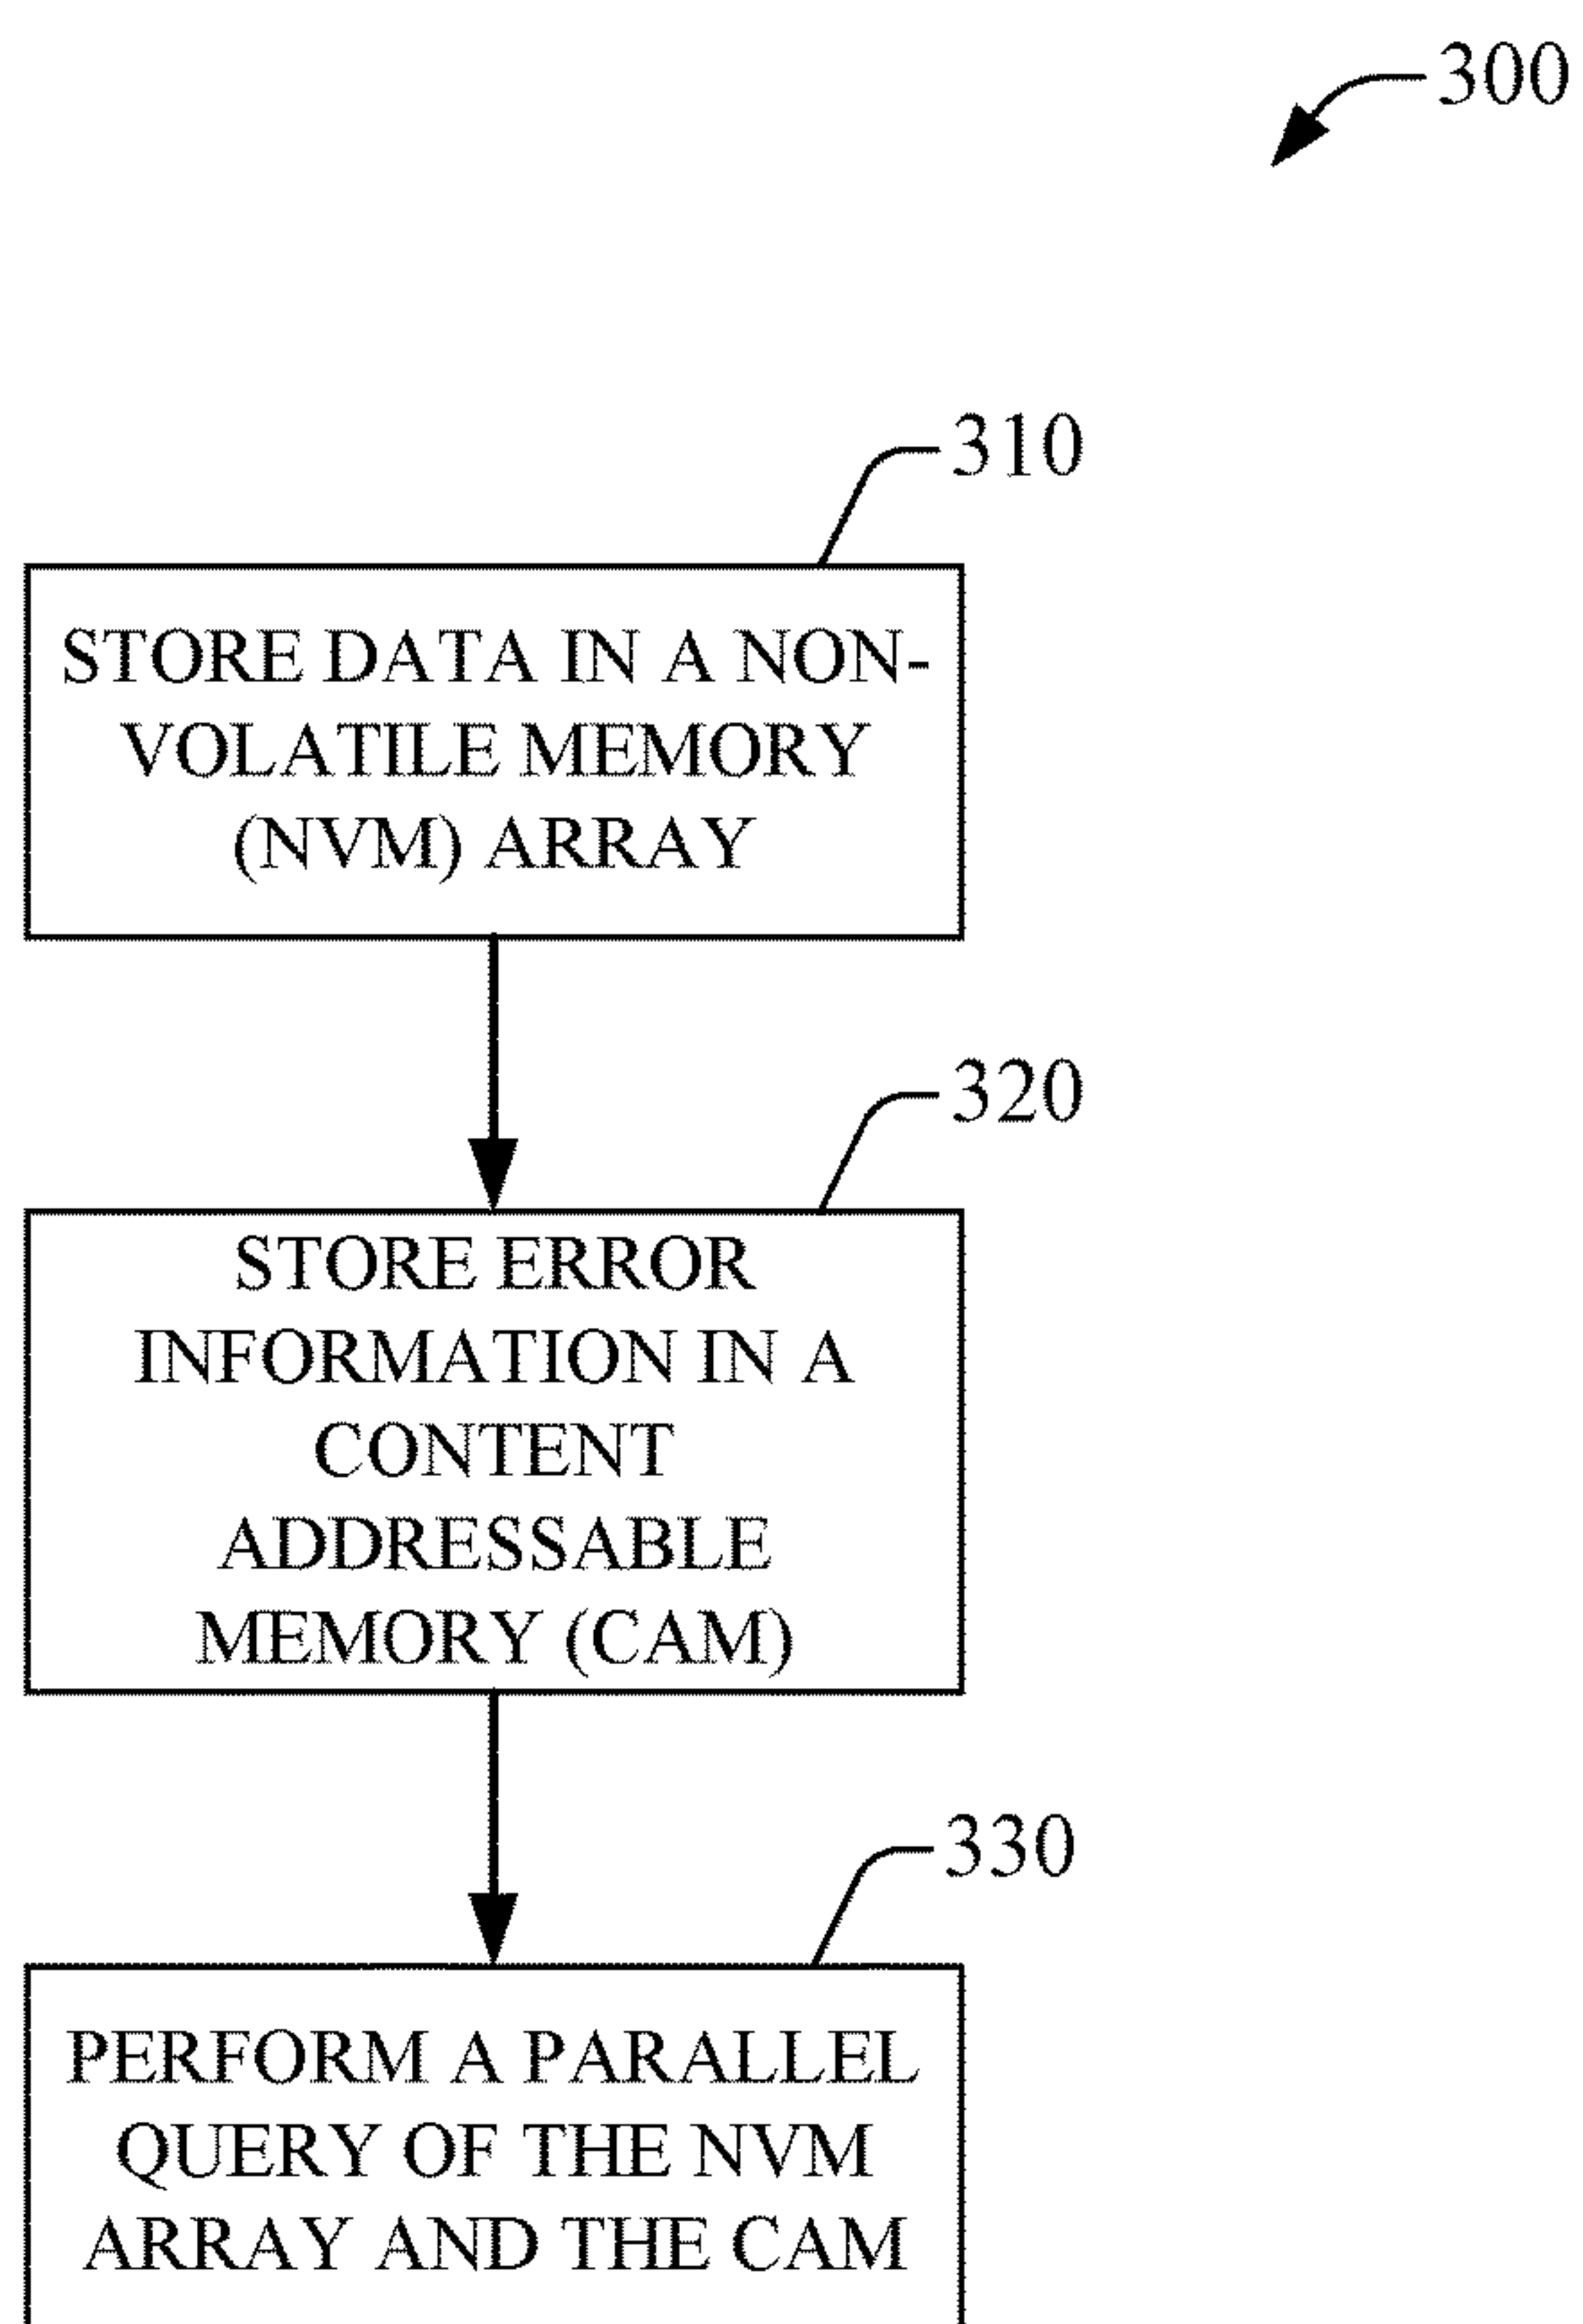 300
310
STORE DATA IN A NON-
VOLATILE MEMORY
(NVM) ARRAY
320
STORE ERROR
INFORMATION IN A
CONTENT
ADDRESSABLE
MEMORY (CAM)
330
PERFORM A PARALLEL
QUERY OF THE NVM
ARRAY AND THE CAM